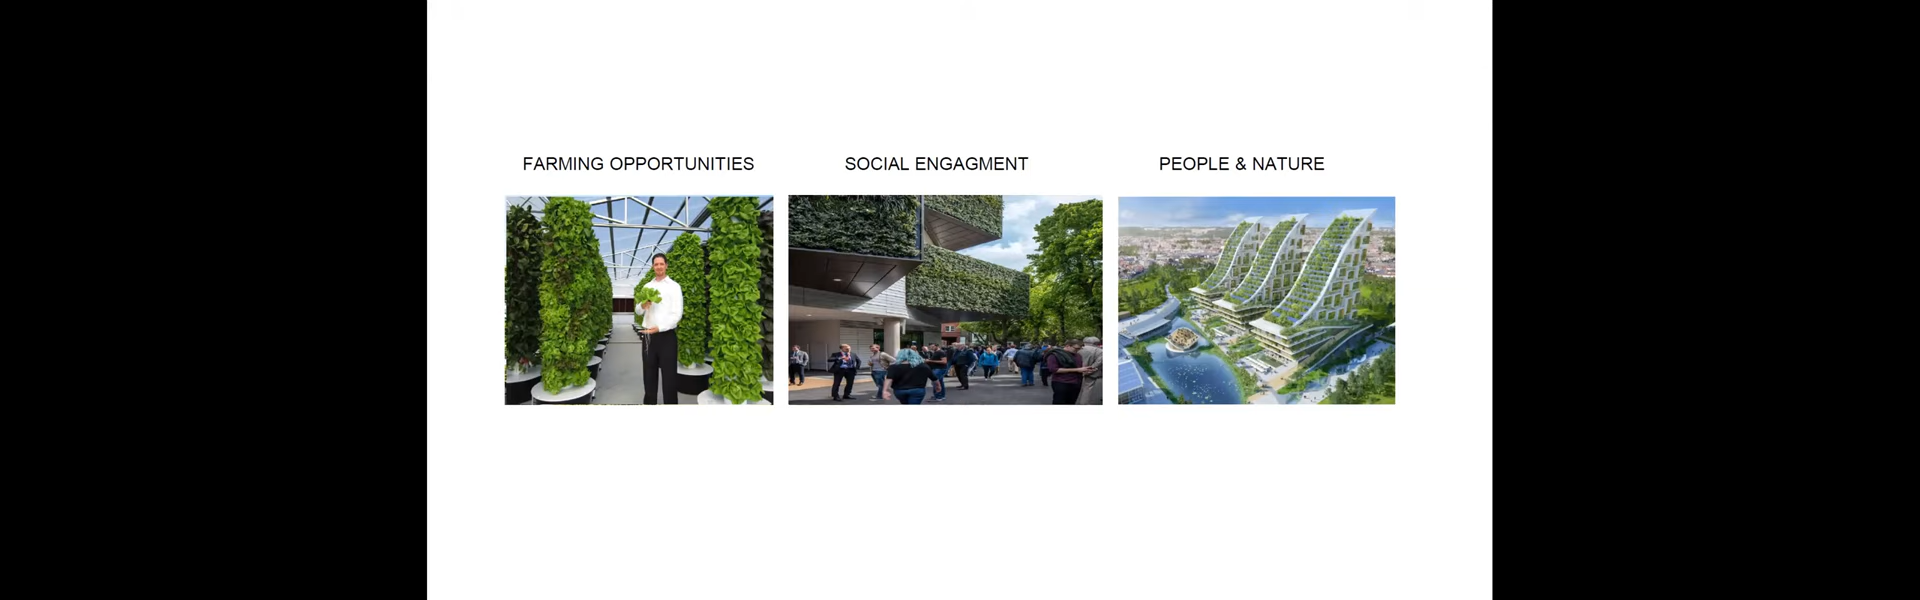 FARMING OPPORTUNITIES
SOCIAL ENGAGMENT
PEOPLE & NATURE